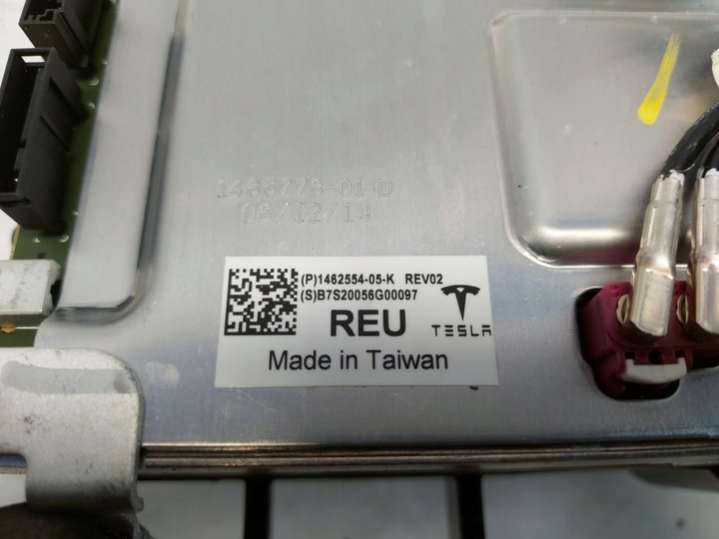 (P)1462554-05-K REV02
(S)B7S20056G00097
REU TESLA
Made in Taiwan